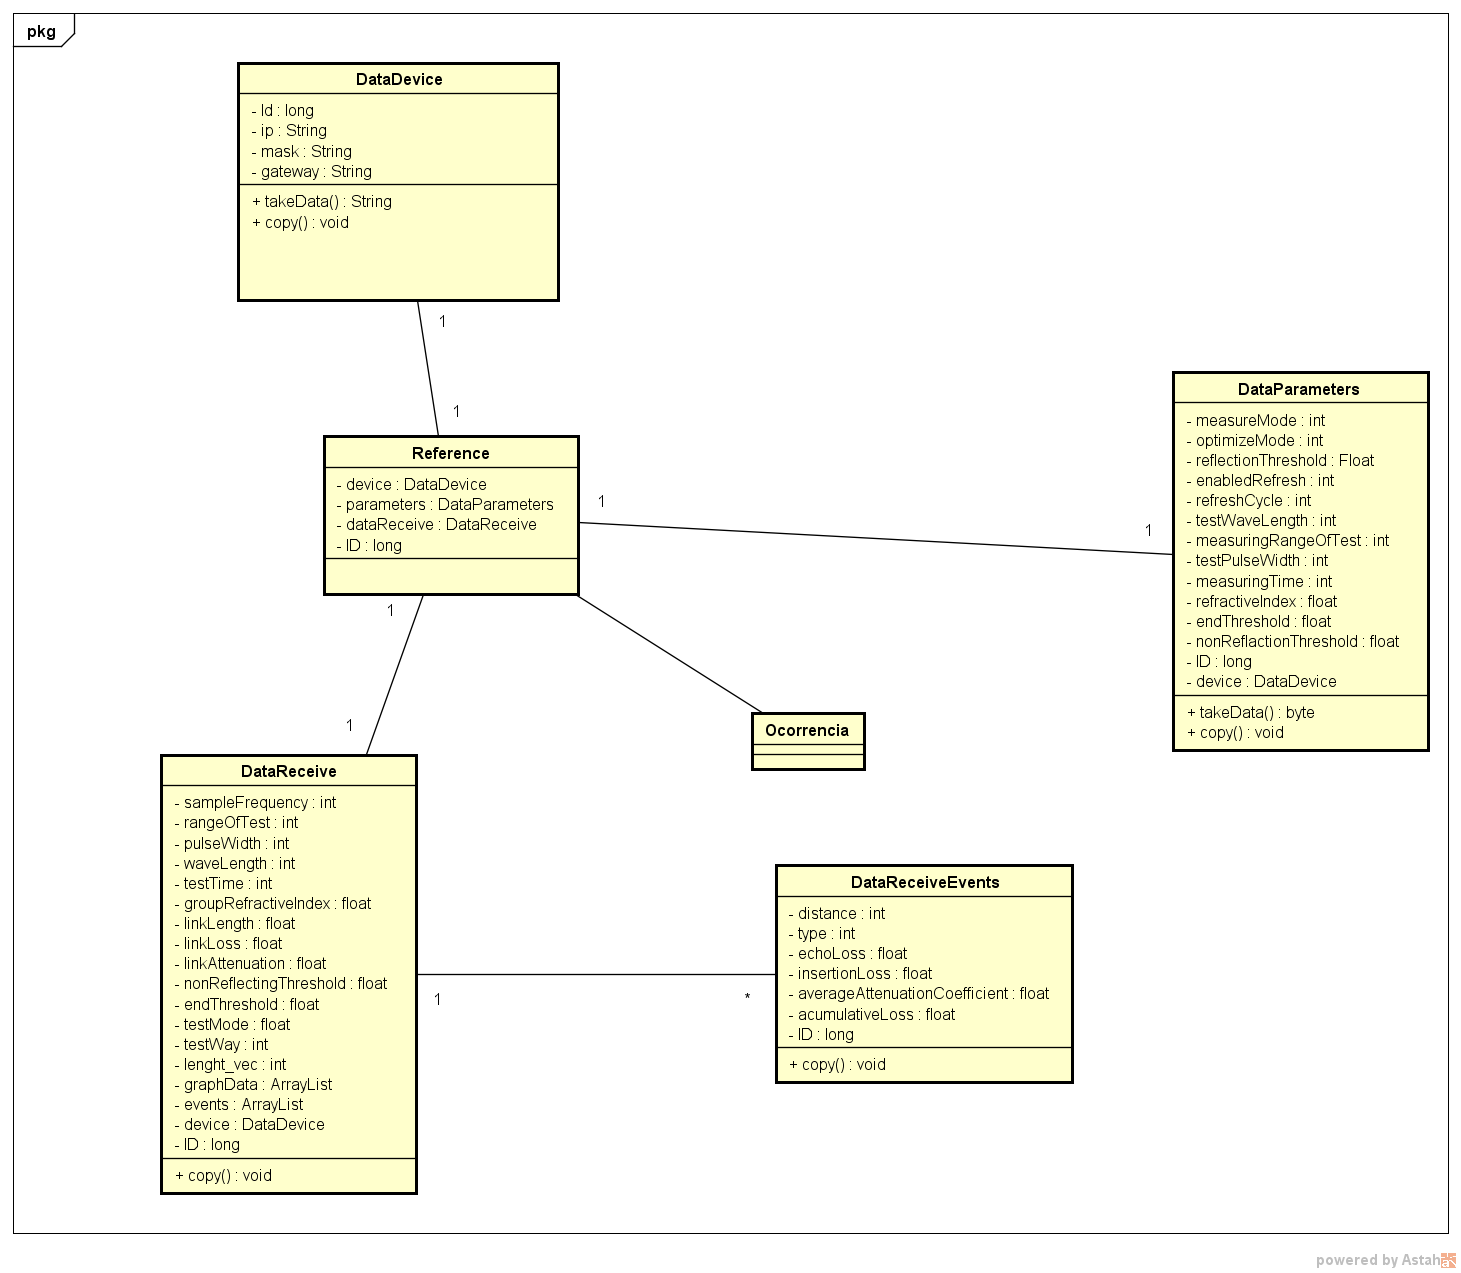 pkg
DataDevice
- Id : long
- ip : String
- mask : String
- gateway : String
+ takeData() : String
+ copy() : void
1
1
Reference
- device : DataDevice
- parameters : DataParameters
- dataReceive : DataReceive
- ID : long
1
1
DataParameters
- measureMode : int
- optimizeMode : int
- reflectionThreshold : Float
- enabledRefresh : int
- refreshCycle : int
- testWaveLength : int
- measuringRangeOfTest : int
- testPulseWidth : int
- measuringTime : int
- refractiveIndex : float
- endThreshold : float
- nonReflactionThreshold : float
- ID : long
- device : DataDevice
+ takeData() : byte
+ copy() : void
1
1
Ocorrencia
DataReceive
- sampleFrequency : int
- rangeOfTest : int
- pulseWidth : int
- waveLength : int
- testTime : int
- groupRefractiveIndex : float
- linkLength : float
- linkLoss : float
- linkAttenuation : float
- nonReflectingThreshold : float
- endThreshold : float
- testMode : float
- testWay : int
- lenght_vec : int
- graphData : ArrayList
- events : ArrayList
- device : DataDevice
- ID : long
+ copy() : void
1
*
DataReceiveEvents
- distance : int
- type : int
- echoLoss : float
- insertionLoss : float
- averageAttenuationCoefficient : float
- acumulativeLoss : float
- ID : long
+ copy() : void
powered by Astah